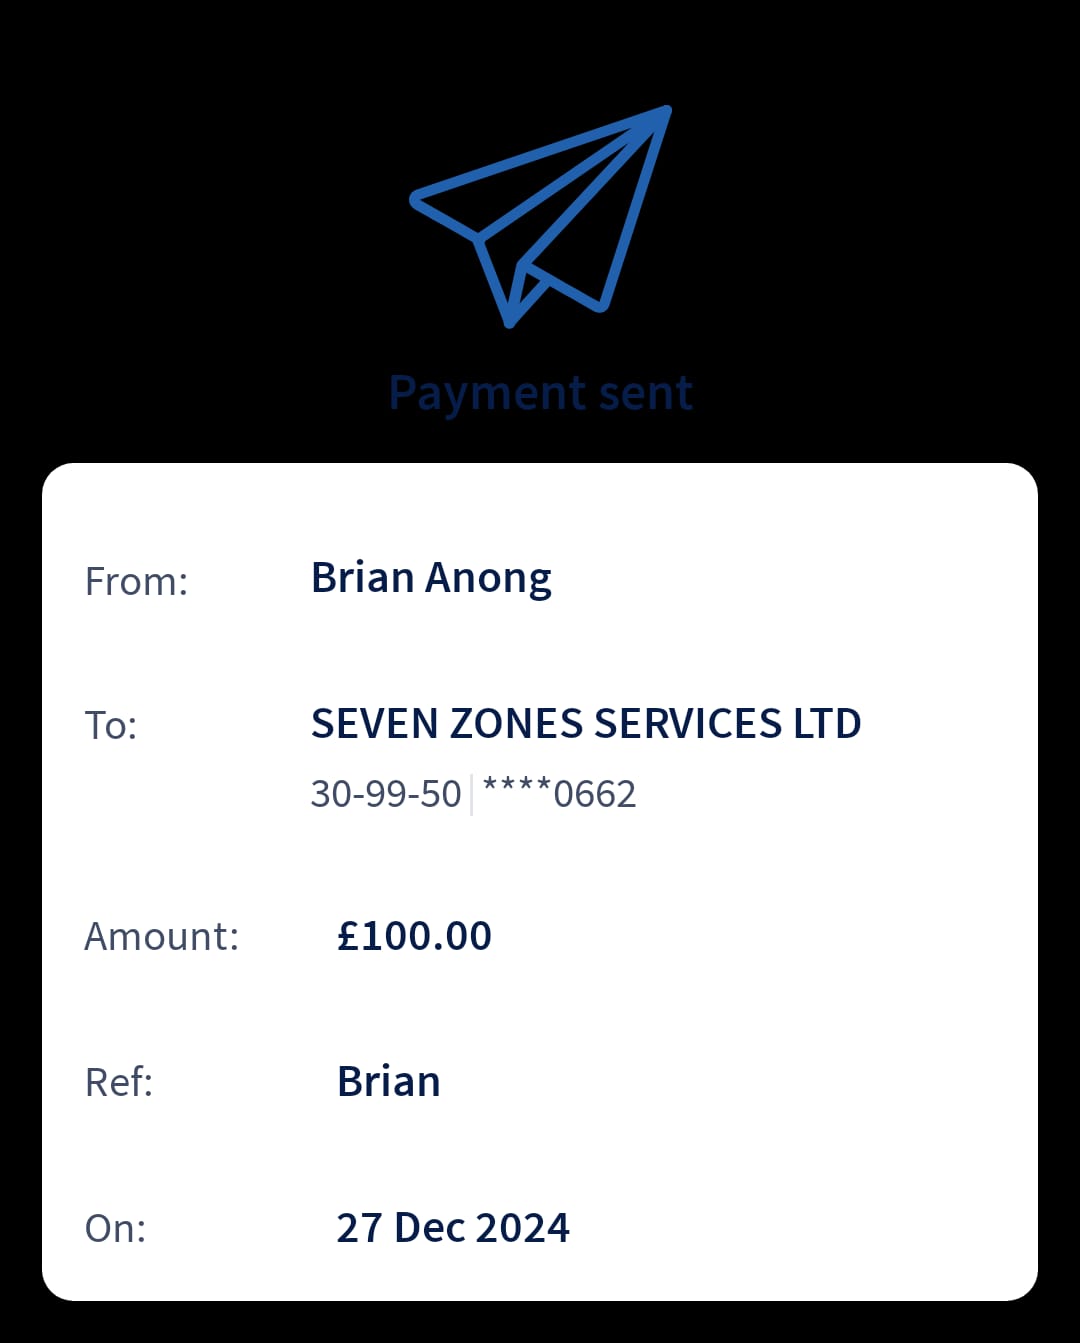 Payment sent
From: Brian Anong
To: SEVEN ZONES SERVICES LTD
30-99-50 | ****0662
Amount: £100.00
Ref: Brian
On: 27 Dec 2024